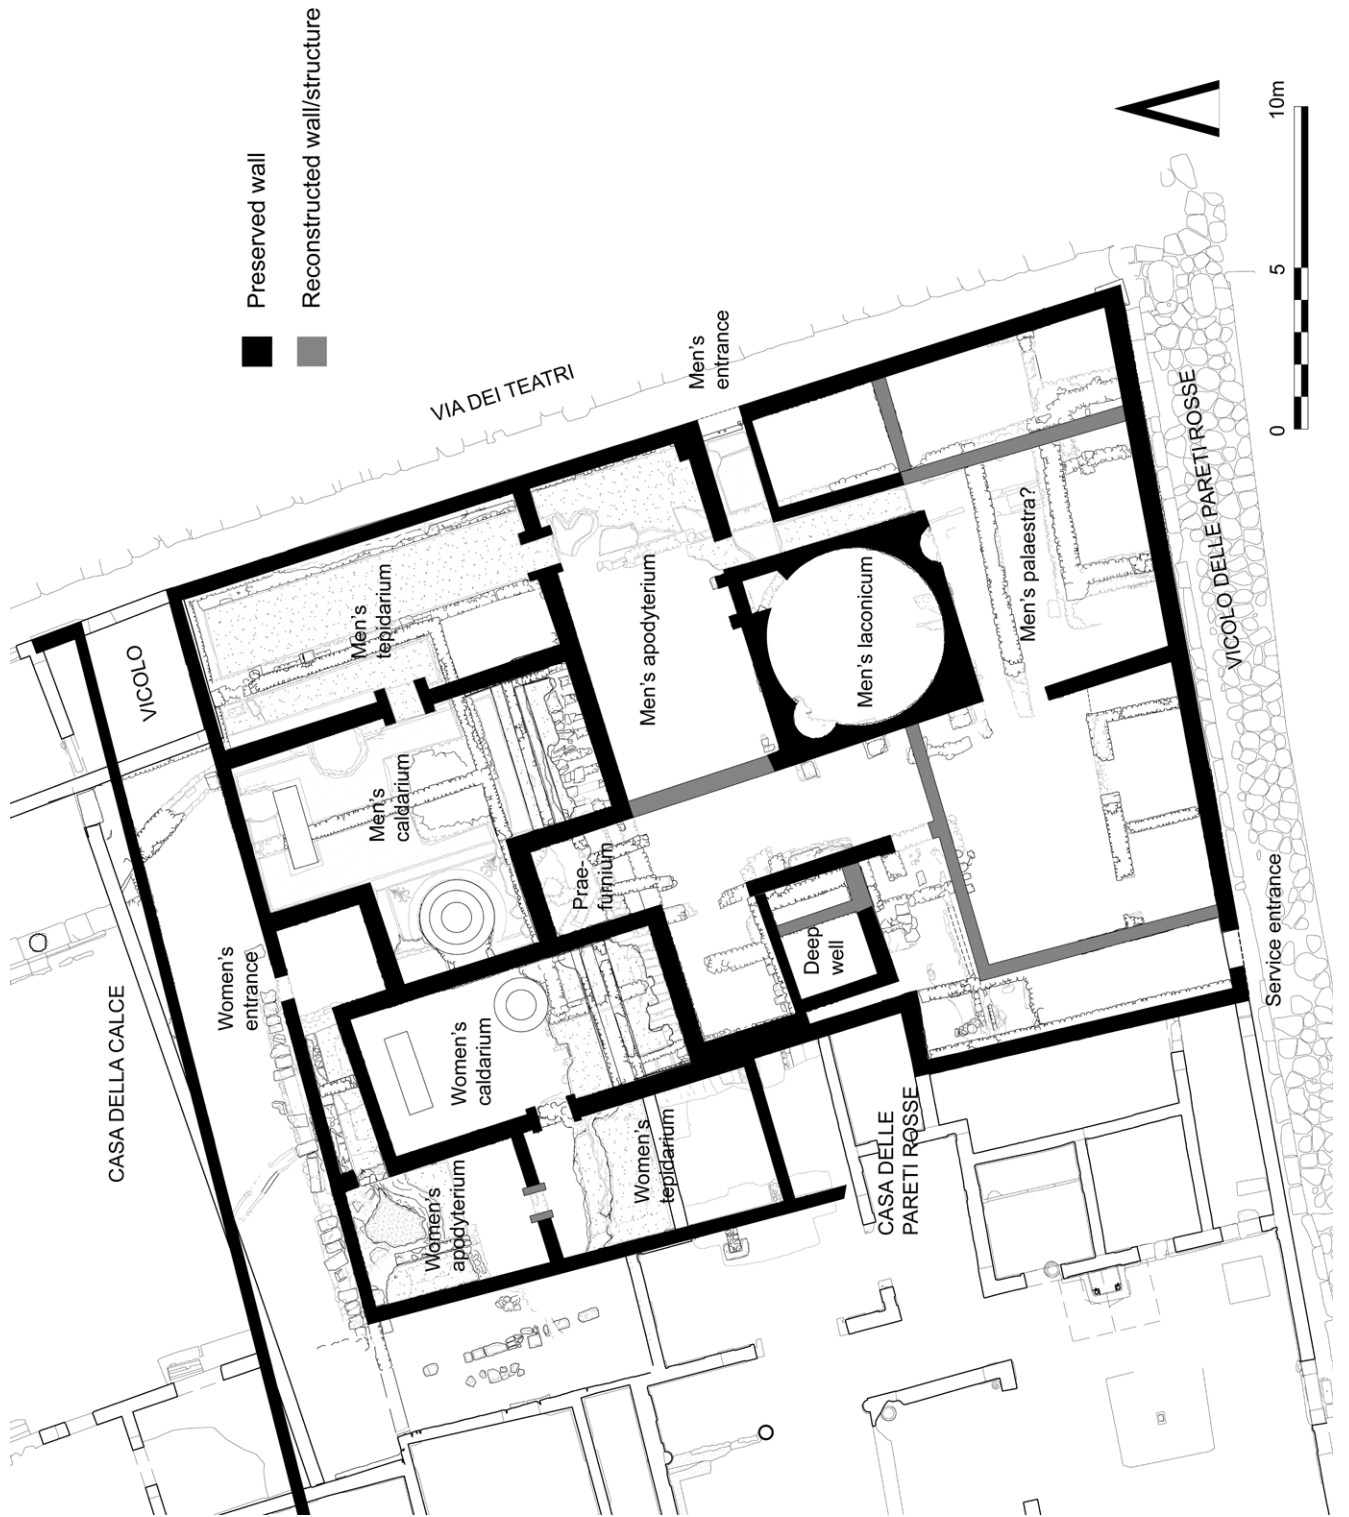 Preserved wall
Reconstructed wall/structure
10m
5
0
VIA DEI TEATRI
VICOLO
Men's
entrance
Men's
tepidarium
Men's apodyterium
Men's laconicum
Men's palaestra?
VICOLO DELLE PARETI ROSSE
Men's
caldarium
Prae-
furnium
Women's
entrance
CASA DELLA CALCE
Women's
caldarium
Deep
well
Service entrance
Women's
apodyterium
Women's
tepidarium
CASA DELLE
PARETI ROSSE